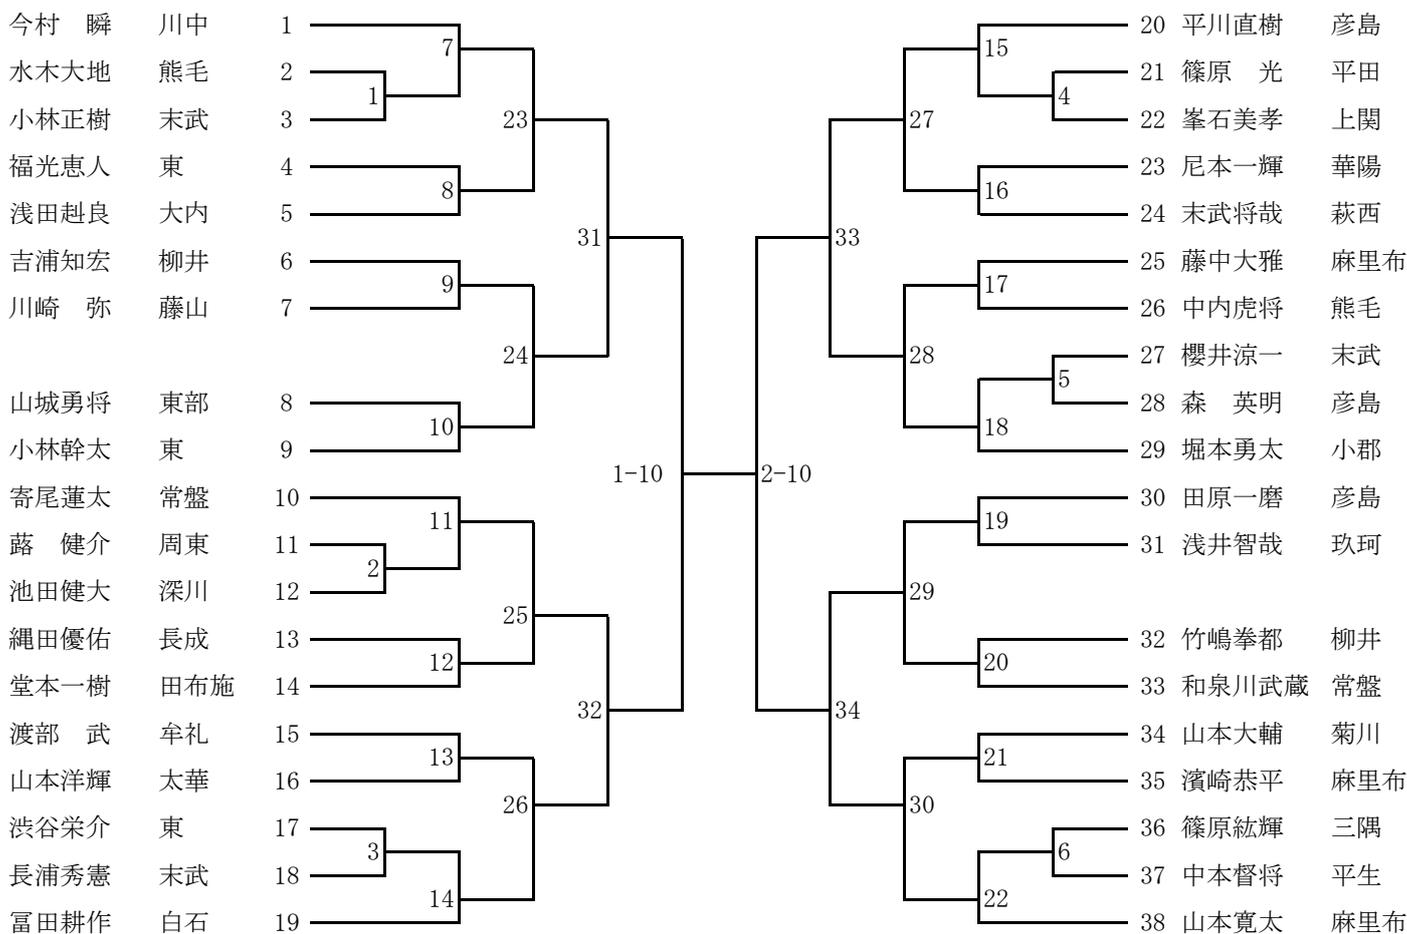 今村　瞬　川中　1
水木大地　熊毛　2
小林正樹　末武　3
福光恵人　東　4
浅田赳良　大内　5
吉浦知宏　柳井　6
川崎　弥　藤山　7
山城勇将　東部　8
小林幹太　東　9
寄尾蓮太　常盤　10
蕗　健介　周東　11
池田健大　深川　12
縄田優佑　長成　13
堂本一樹　田布施　14
渡部　武　牟礼　15
山本洋輝　太華　16
渋谷栄介　東　17
長浦秀憲　末武　18
冨田耕作　白石　19
1
2
3
7
8
9
10
11
12
13
14
23
24
25
26
31
32
1-10
2-10
33
34
27
28
29
30
15
16
17
18
19
20
21
22
4
5
6
20　平川直樹　彦島
21　篠原　光　平田
22　峯石美孝　上関
23　尼本一輝　華陽
24　末武将哉　萩西
25　藤中大雅　麻里布
26　中内虎将　熊毛
27　櫻井涼一　末武
28　森　英明　彦島
29　堀本勇太　小郡
30　田原一磨　彦島
31　浅井智哉　玖珂
32　竹嶋拳都　柳井
33　和泉川武蔵　常盤
34　山本大輔　菊川
35　濱崎恭平　麻里布
36　篠原紘輝　三隅
37　中本督将　平生
38　山本寛太　麻里布